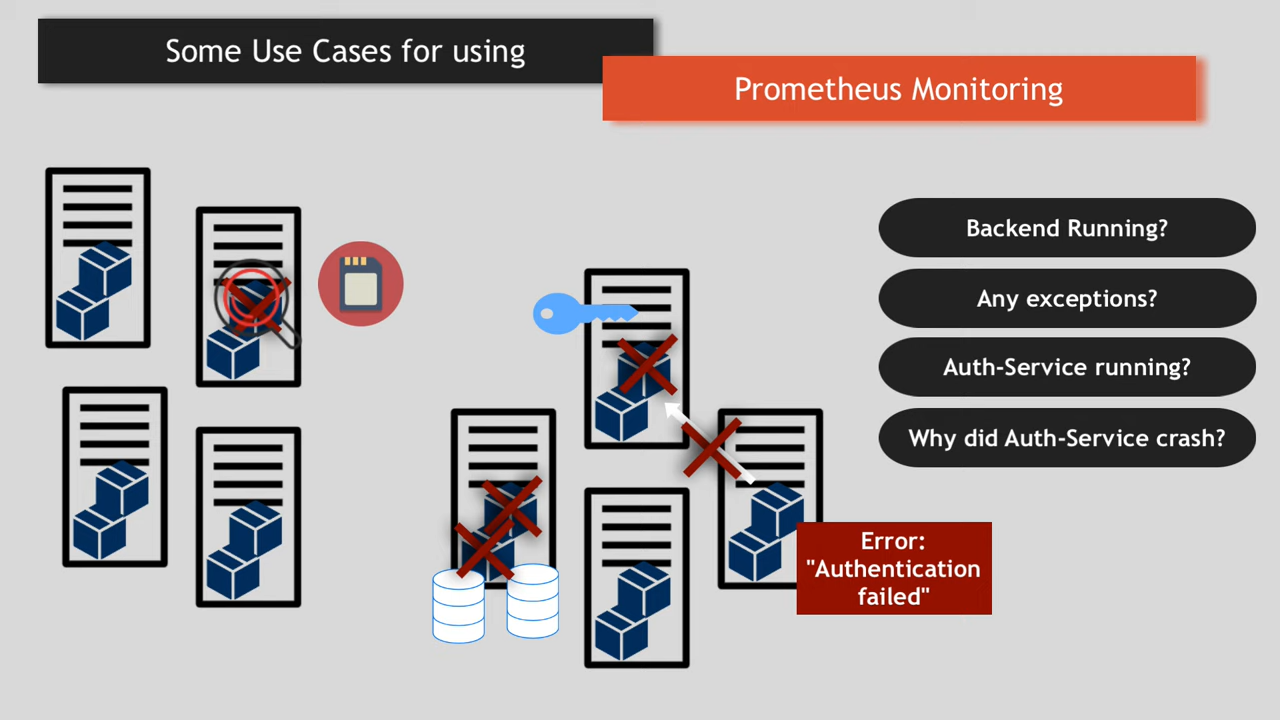 Some Use Cases for using
Prometheus Monitoring
Backend Running?
Any exceptions?
Auth-Service running?
Why did Auth-Service crash?
Error:
"Authentication
failed"